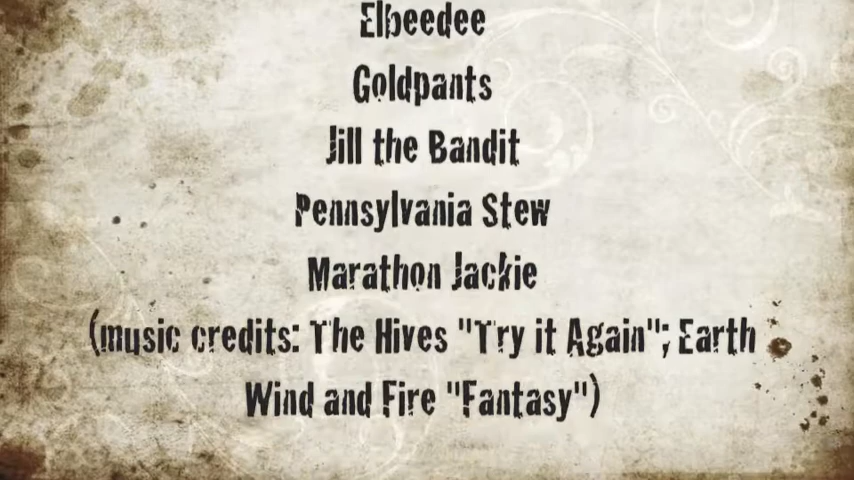 Elbeedee
Goldpants
Jill the Bandit
Pennsylvania Stew
Marathon Jackie
(music credits: The Hives "Try it Again"; Earth
Wind and Fire "Fantasy")